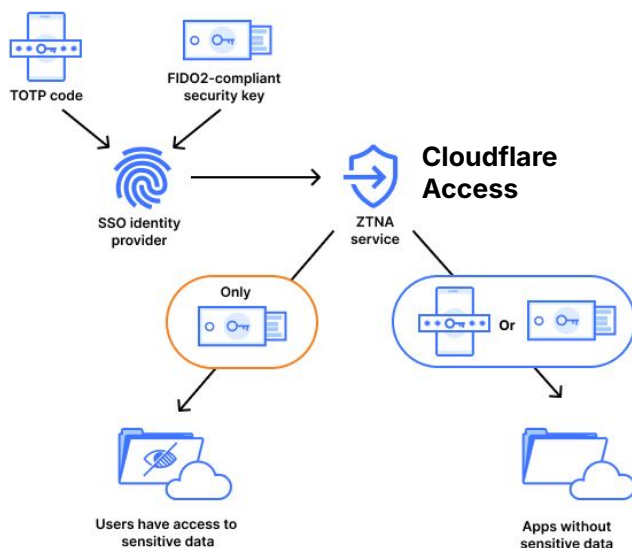 TOTP code
FIDO2-compliant
security key
SSO identity
provider
Cloudflare
Access
ZTNA
service
Only
Or
Users have access to
sensitive data
Apps without
sensitive data